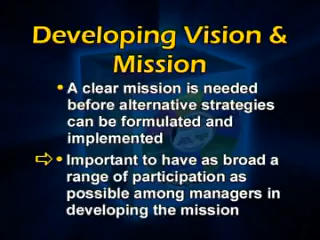 Developing Vision &
Mission
• A clear mission is needed
before alternative strategies
can be formulated and
implemented
• Important to have as broad a
range of participation as
possible among managers in
developing the mission